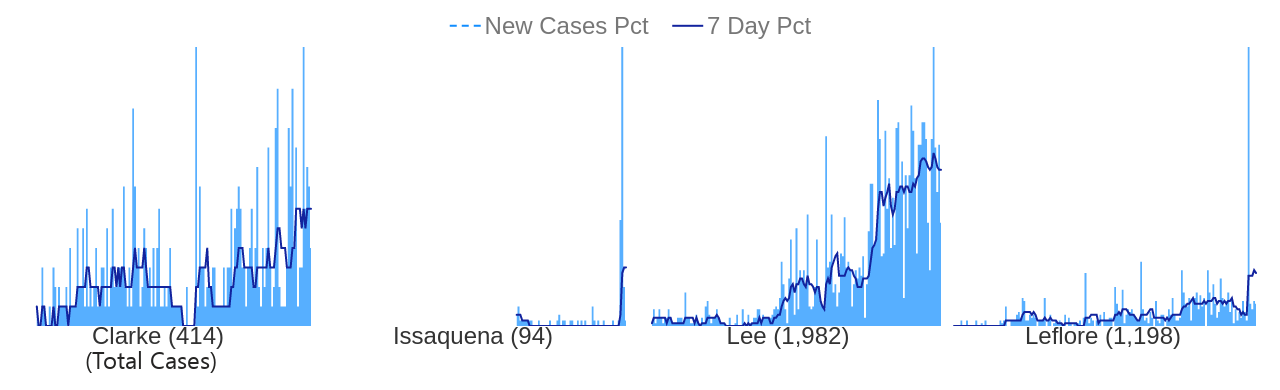 New Cases Pct 7 Day Pct
Clarke (414) Issaquena (94) Lee (1,982) Leflore (1,198)
(Total Cases)